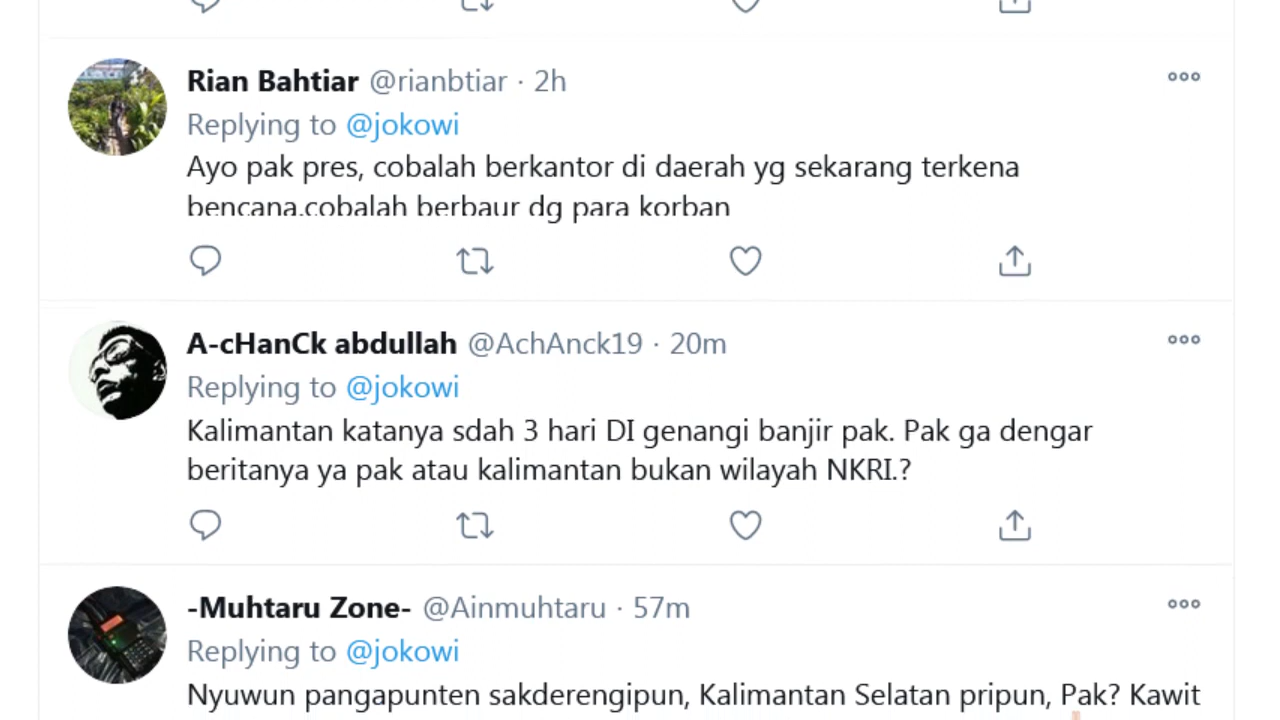 Rian Bahtiar @rianbtiar · 2h
Replying to @jokowi
Ayo pak pres, cobalah berkantor di daerah yg sekarang terkena
bencana.cobalah berbaur dg para korban
A-cHanCk abdullah @AchAnck19 · 20m
Replying to @jokowi
Kalimantan katanya sdah 3 hari DI genangi banjir pak. Pak ga dengar
beritanya ya pak atau kalimantan bukan wilayah NKRI.?
-Muhtaru Zone- @Ainmuhtaru · 57m
Replying to @jokowi
Nyuwun pangapunten sakderengipun, Kalimantan Selatan pripun, Pak? Kawit